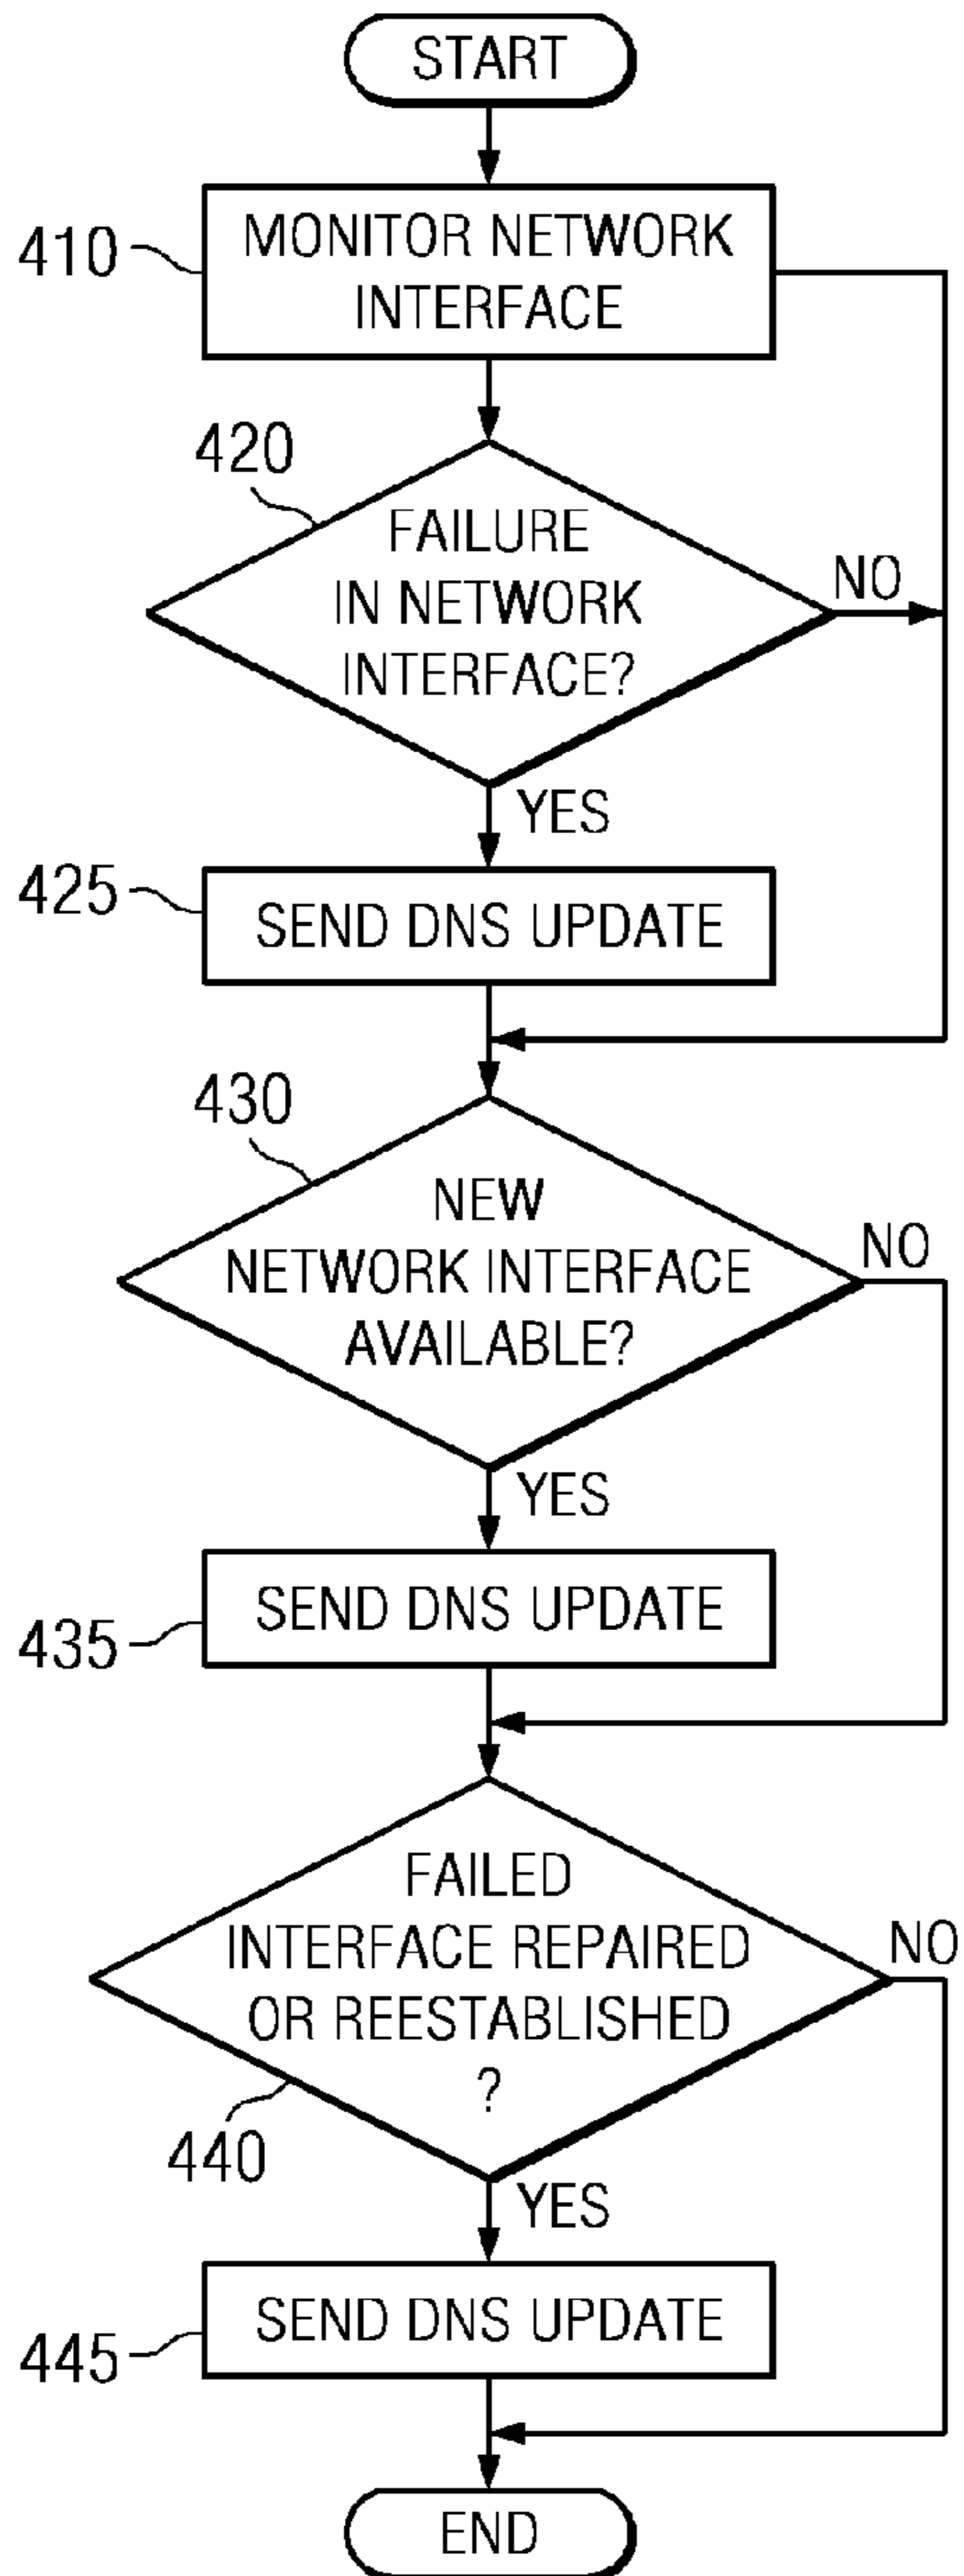 START
410
MONITOR NETWORK
INTERFACE
420
FAILURE
IN NETWORK
INTERFACE?
NO
YES
425
SEND DNS UPDATE
430
NEW
NETWORK INTERFACE
AVAILABLE?
NO
YES
435
SEND DNS UPDATE
FAILED
INTERFACE REPAIRED
OR REESTABLISHED
?
NO
440
YES
445
SEND DNS UPDATE
END